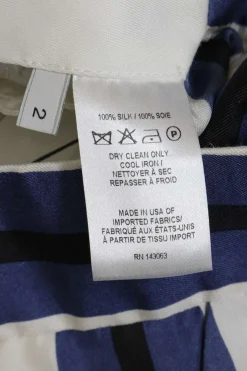 2
100% SILK / 100% SOIE
P
DRY CLEAN ONLY
COOL IRON /
NETTOYER À SEC
REPASSER À FROID
MADE IN USA OF
IMPORTED FABRICS/
FABRIQUÉ AUX ÉTATS-UNIS
À PARTIR DE TISSU IMPORT
RN 143063